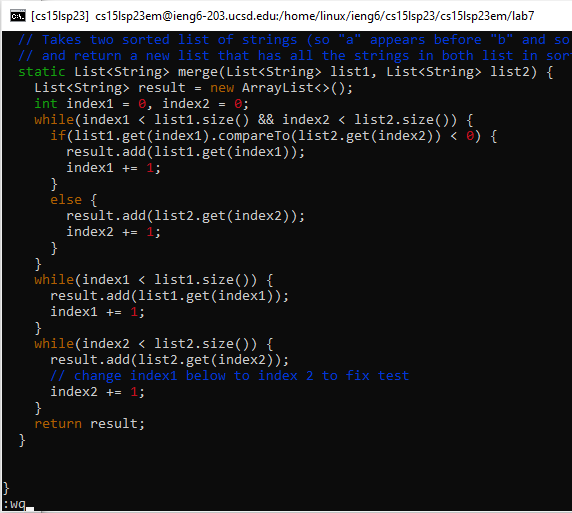 [cs15lsp23] cs15lsp23em@ieng6-203.ucsd.edu:/home/linux/ieng6/cs15lsp23/cs15lsp23em/lab7
  // Takes two sorted list of strings (so "a" appears before "b" and so
  // and return a new list that has all the strings in both list in sor
  static List<String> merge(List<String> list1, List<String> list2) {
    List<String> result = new ArrayList<>();
    int index1 = 0, index2 = 0;
    while(index1 < list1.size() && index2 < list2.size()) {
      if(list1.get(index1).compareTo(list2.get(index2)) < 0) {
        result.add(list1.get(index1));
        index1 += 1;
      }
      else {
        result.add(list2.get(index2));
        index2 += 1;
      }
    }
    while(index1 < list1.size()) {
      result.add(list1.get(index1));
      index1 += 1;
    }
    while(index2 < list2.size()) {
      result.add(list2.get(index2));
      // change index1 below to index 2 to fix test
      index2 += 1;
    }
    return result;
  }
}
:wq